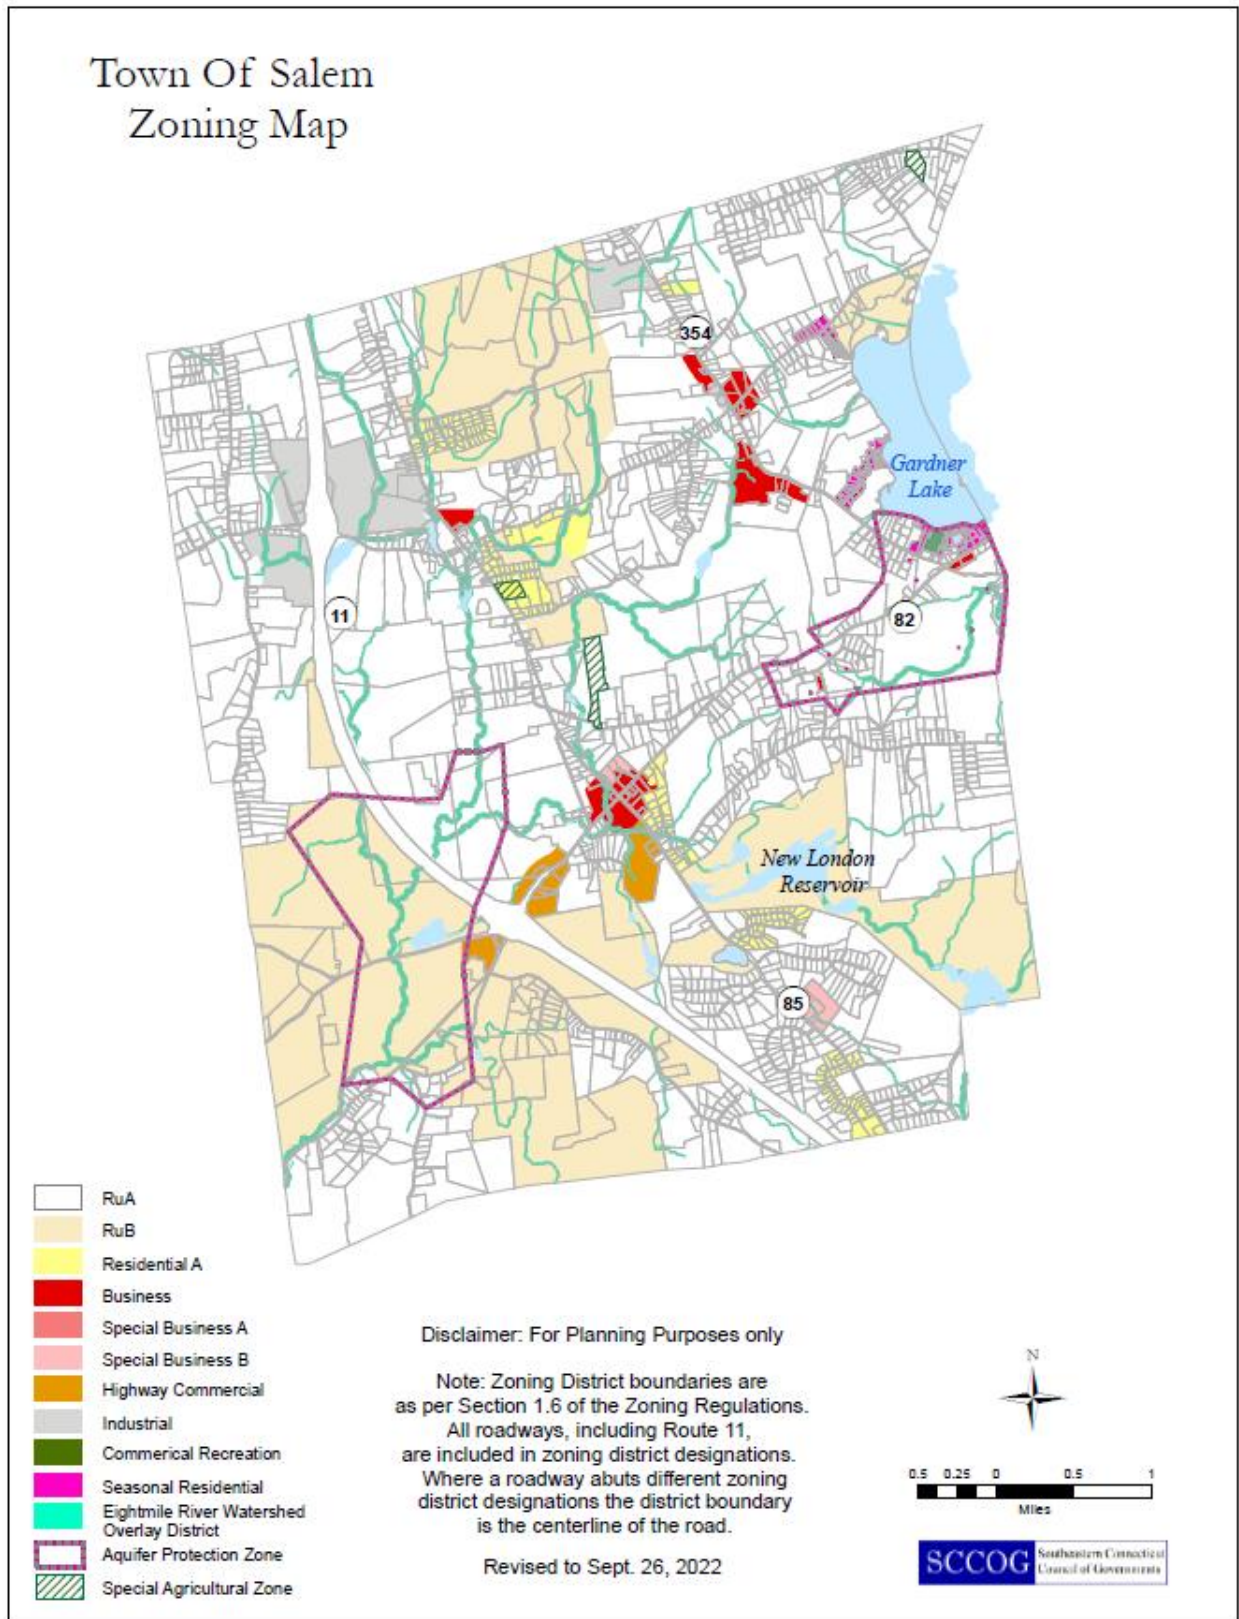 Town Of Salem
Zoning Map
354
Gardner
Lake
11
82
New London
Reservoir
85
RuA
RuB
Residential A
Business
Special Business A
Special Business B
Highway Commercial
Industrial
Commerical Recreation
Seasonal Residential
Eightmile River Watershed
Overlay District
Aquifer Protection Zone
Special Agricultural Zone
Disclaimer: For Planning Purposes only
Note: Zoning District boundaries are
as per Section 1.6 of the Zoning Regulations.
All roadways, including Route 11,
are included in zoning district designations.
Where a roadway abuts different zoning
district designations the district boundary
is the centerline of the road.
Revised to Sept. 26, 2022
N
0.5 0.25 0 0.5 1
Miles
SCCOG
Southeastern Connecticut
Council of Governments